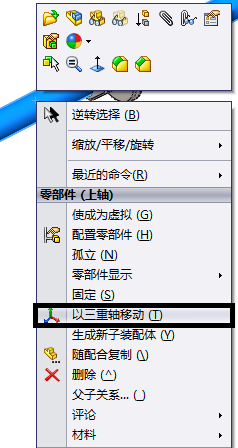 逆转选择 (B)
缩放/平移/旋转
最近的命令(R)
零部件 (上轴)
使成为虚拟 (G)
配置零部件 (H)
孤立 (N)
零部件显示
固定 (S)
以三重轴移动 (T)
生成新子装配体 (Y)
随配合复制 (\)
删除 (^)
父子关系... (_)
评论
材料